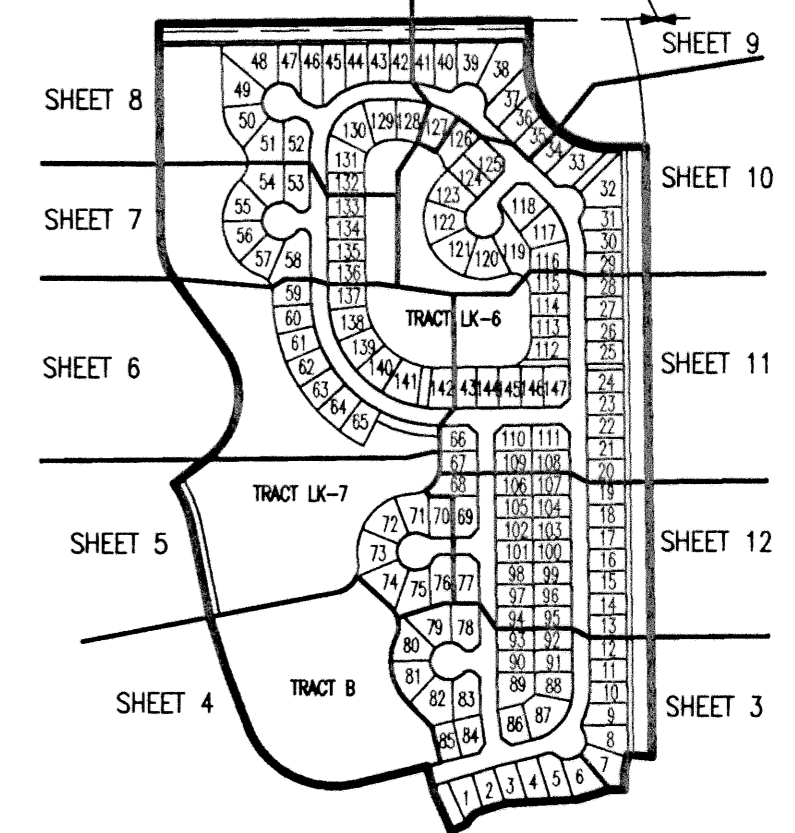 SHEET 9
48 47 46 45 44 43 42 41 40 39 38
49 37
SHEET 8
50 130 129 128 127 126 36
35
51 52 34
131 125 33
54 53 132 124 32
SHEET 10
123 118
55 133 31
SHEET 7
56 134 122 117 30
57 58 135 121 120 119 116 29
136 115 28
59 137 114 27
60 138 TRACT LK-6 113 26
61 139 112 25
SHEET 6
SHEET 11
62 140 141 142 43 144 145 146 147 24
63 23
64 65 22
66 110 111 21
67 109 108 20
68 106 107 19
TRACT LK-7
72 71 70 69 105 104 18
SHEET 5
73 102 103 17
SHEET 12
101 100 16
74 75 76 77 98 99 15
97 96 14
79 78 94 95 13
80 93 92 12
81 90 91 11
TRACT B
82 83 89 88 10
SHEET 4
SHEET 3
86 87 9
85 84 8
1 2 3 4 5 6 7